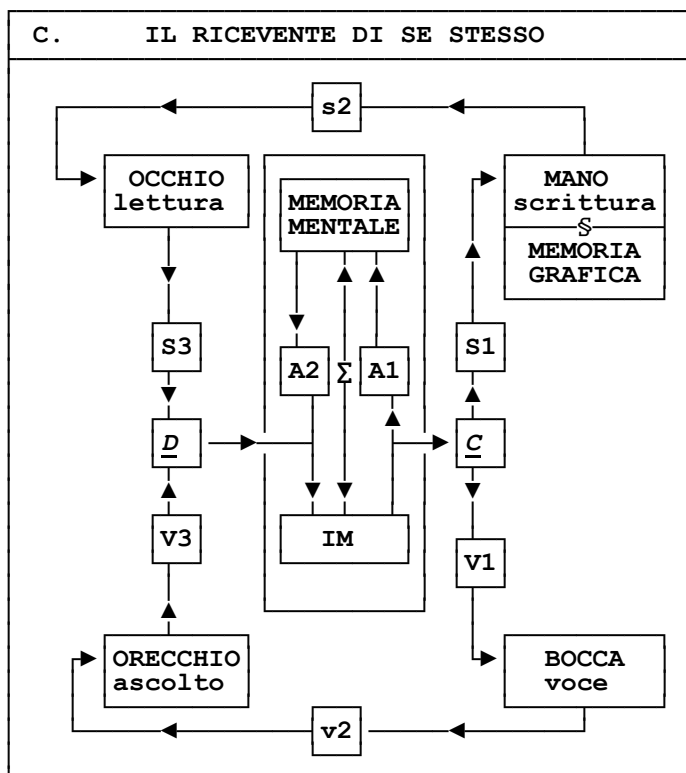 C. IL RICEVENTE DI SE STESSO
s2
OCCHIO
lettura
MEMORIA
MENTALE
MANO
scrittura
§
MEMORIA
GRAFICA
S3
A2
Σ
A1
S1
D
C
V3
IM
V1
ORECCHIO
ascolto
BOCCA
voce
v2